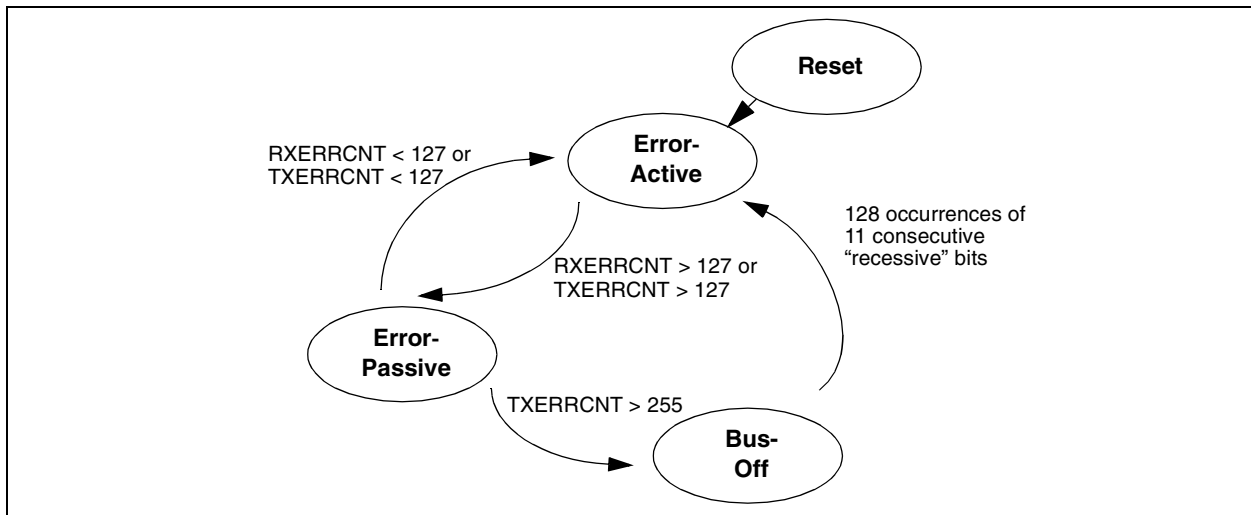 Reset
Error-
Active
RXERRCNT < 127 or
TXERRCNT < 127
128 occurrences of
11 consecutive
“recessive” bits
RXERRCNT > 127 or
TXERRCNT > 127
Error-
Passive
TXERRCNT > 255
Bus-
Off